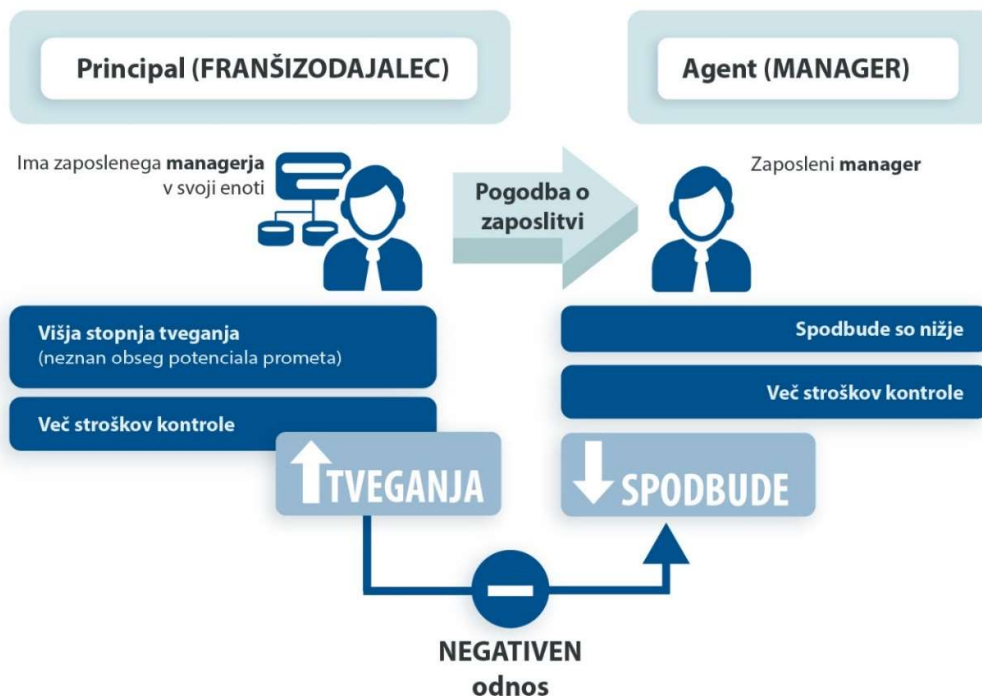 Principal (FRANŠIZODAJALEC)
Agent (MANAGER)
Ima zaposlenega managerja
v svoji enoti
Pogodba o
zaposlitvi
Zaposleni manager
Višja stopnja tveganja
(neznan obseg potenciala prometa)
Več stroškov kontrole
Spodbude so nižje
Več stroškov kontrole
TVEGANJA
SPODBUDE
NEGATIVEN
odnos